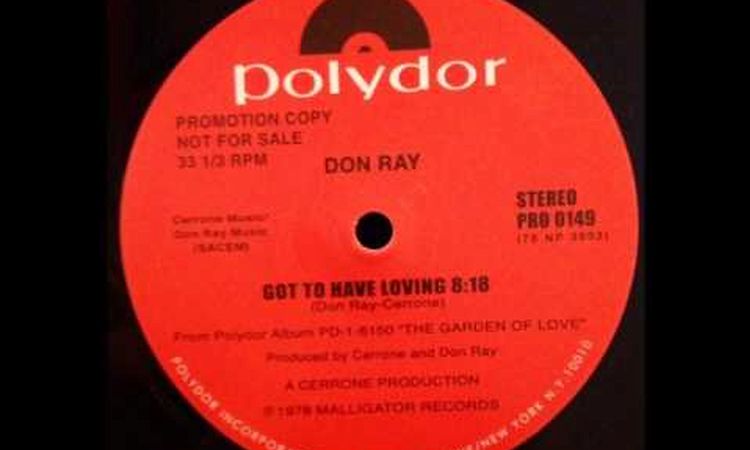 polydor
PROMOTION COPY
NOT FOR SALE
33 1/3 RPM
DON RAY
STEREO
PRO 0149
Cerrone Music/
Don Ray Music
(SACEM)
GOT TO HAVE LOVING 8:18
(Don Ray-Cerrone)
From Polydor Album PD-1-6150 "THE GARDEN OF LOVE"
Produced by Cerrone and Don Ray
A CERRONE PRODUCTION
℗ 1978 MALLIGATOR RECORDS
POLYDOR INCORPOR
NEW YORK N.Y. 10019